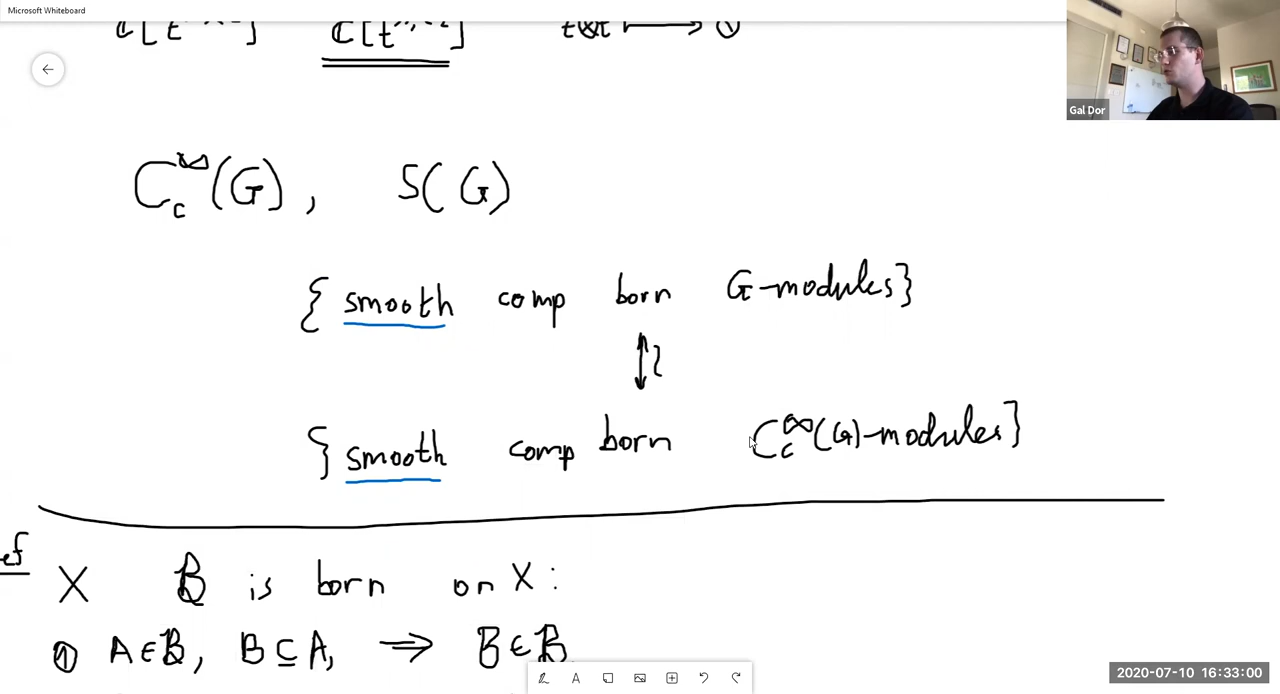 Microsoft Whiteboard
ℂ[t ] ℂ[t ] t⊗t ⟼ 1
Gal Dor
C_c^∞(G), S(G)
{ smooth comp born G-modules}
↕ ≀
{ smooth comp born C_c^∞(G)-modules}
ef
X B is born on X:
① A∈B, B⊆A, ⇒ B∈B
2020-07-10 16:33:00